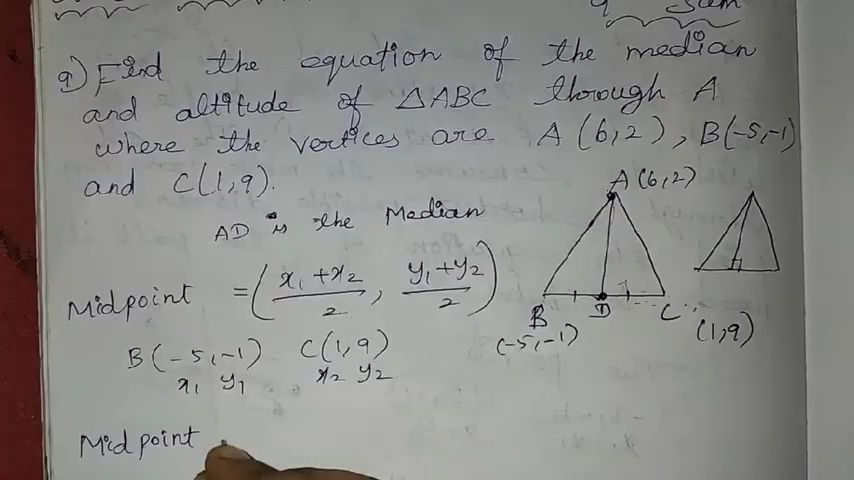 9) Find the equation of the median
and altitude of △ABC through A
where the vertices are A (6,2), B(-5,-1)
and C(1,9).
AD is the Median
A (6,2)
Midpoint = ( x₁ + x₂ / 2 , y₁ + y₂ / 2 )
B D C
(-5,-1) (1,9)
B(-5,-1) C(1,9)
x₁ y₁ x₂ y₂
Midpoint